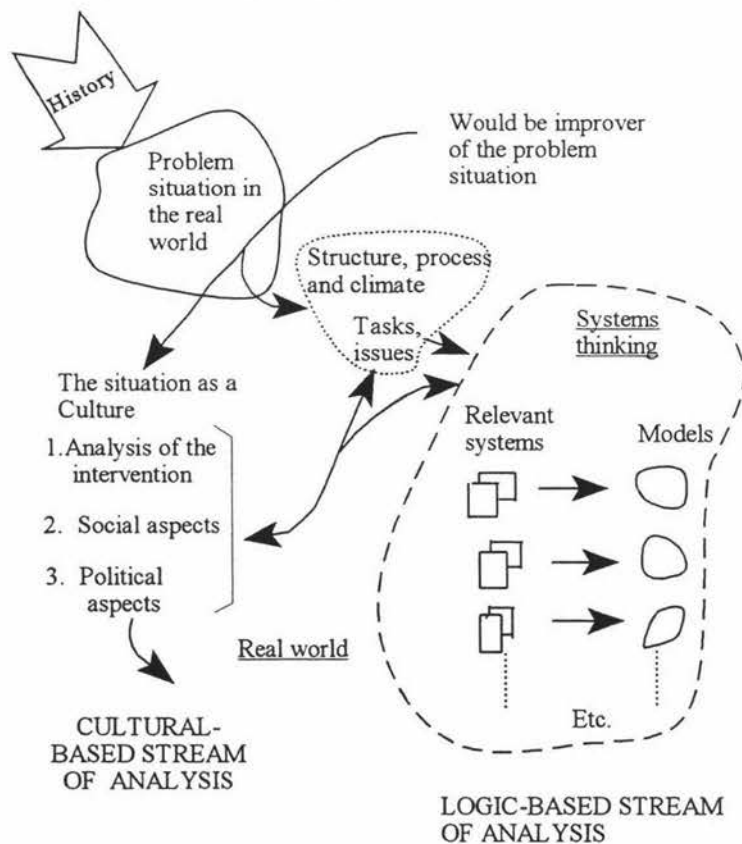 History
Would be improver
of the problem
situation
Problem
situation in
the real
world
Structure, process
and climate
Tasks,
issues
Systems
thinking
The situation as a
Culture
1.Analysis of the
intervention
2. Social aspects
3. Political
aspects
Relevant
systems
Models
Real world
Etc.
CULTURAL-
BASED STREAM
OF ANALYSIS
LOGIC-BASED STREAM
OF ANALYSIS